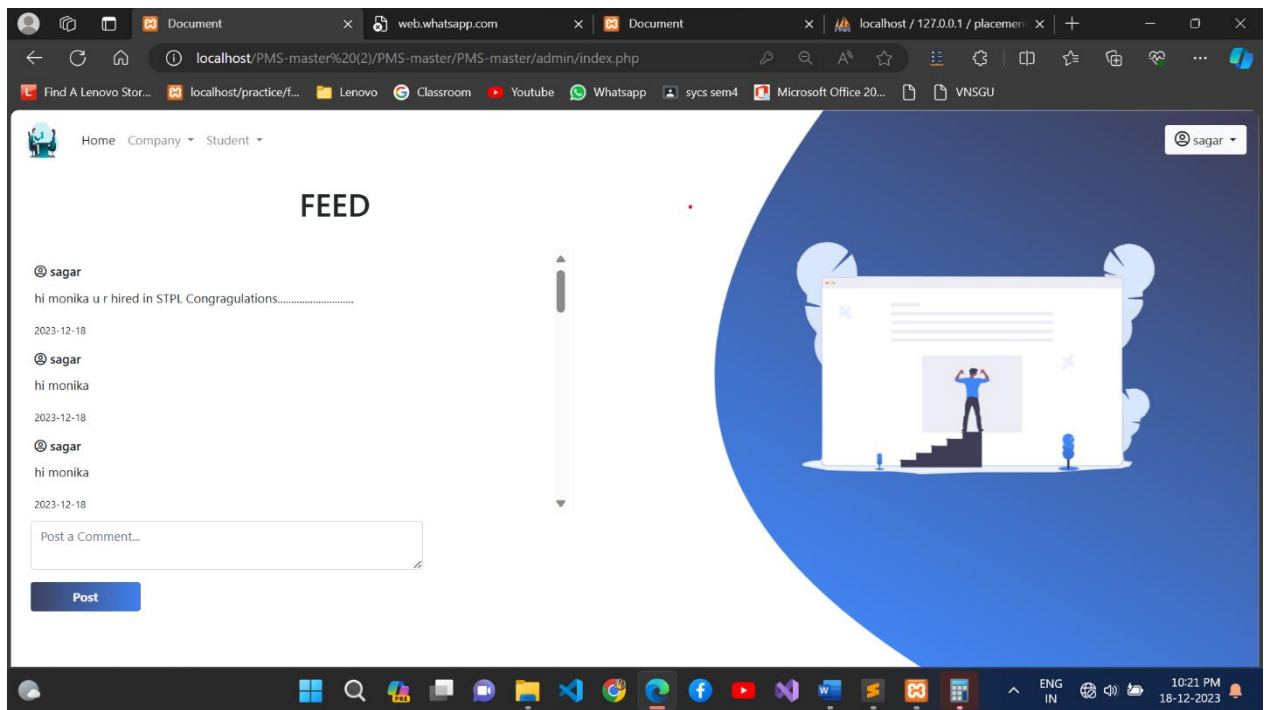 Document
web.whatsapp.com
Document
localhost / 127.0.0.1 / placement
localhost/PMS-master%20(2)/PMS-master/PMS-master/admin/index.php
Find A Lenovo Stor...
localhost/practice/f...
Lenovo
Classroom
Youtube
Whatsapp
sycs sem4
Microsoft Office 20...
VNSGU
Home Company Student
sagar
FEED
sagar
hi monika u r hired in STPL Congragulations............................
2023-12-18
sagar
hi monika
2023-12-18
sagar
hi monika
2023-12-18
Post a Comment...
Post
PRE
ENG
IN
10:21 PM
18-12-2023